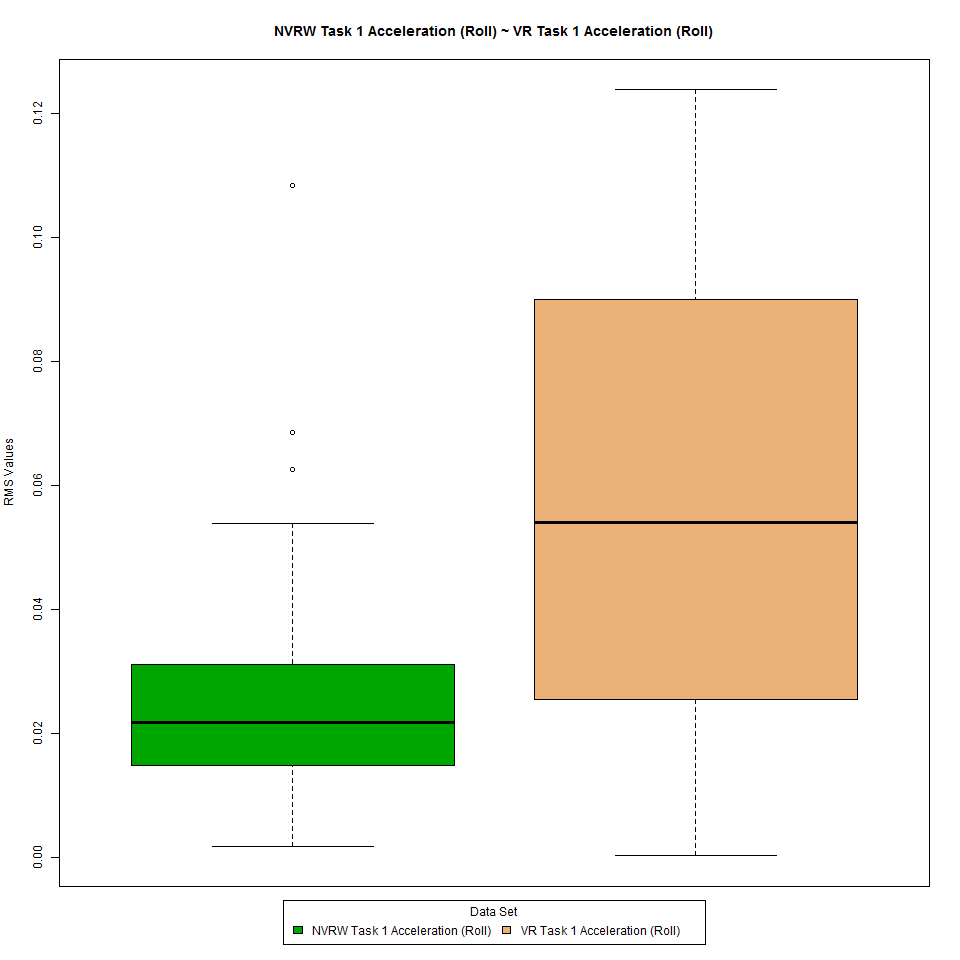 NVRW Task 1 Acceleration (Roll) ~ VR Task 1 Acceleration (Roll)
RMS Values
0.12
0.10
0.08
0.06
0.04
0.02
0.00
Data Set
NVRW Task 1 Acceleration (Roll) VR Task 1 Acceleration (Roll)